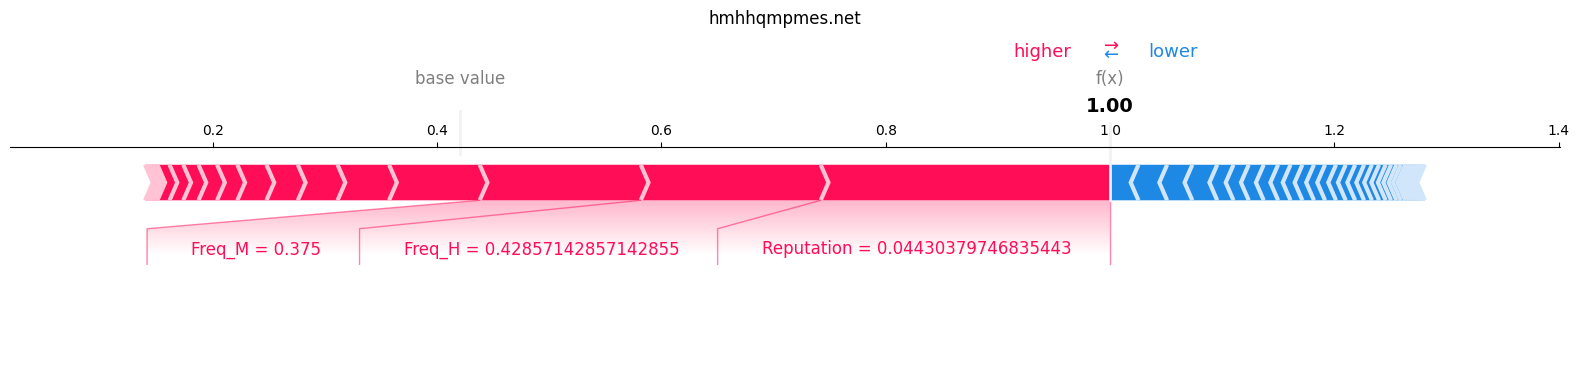 hmhhqmpmes.net
higher ⇄ lower
base value f(x)
1.00
0.2 0.4 0.6 0.8 1.0 1.2 1.4
Freq_M = 0.375 Freq_H = 0.42857142857142855 Reputation = 0.04430379746835443